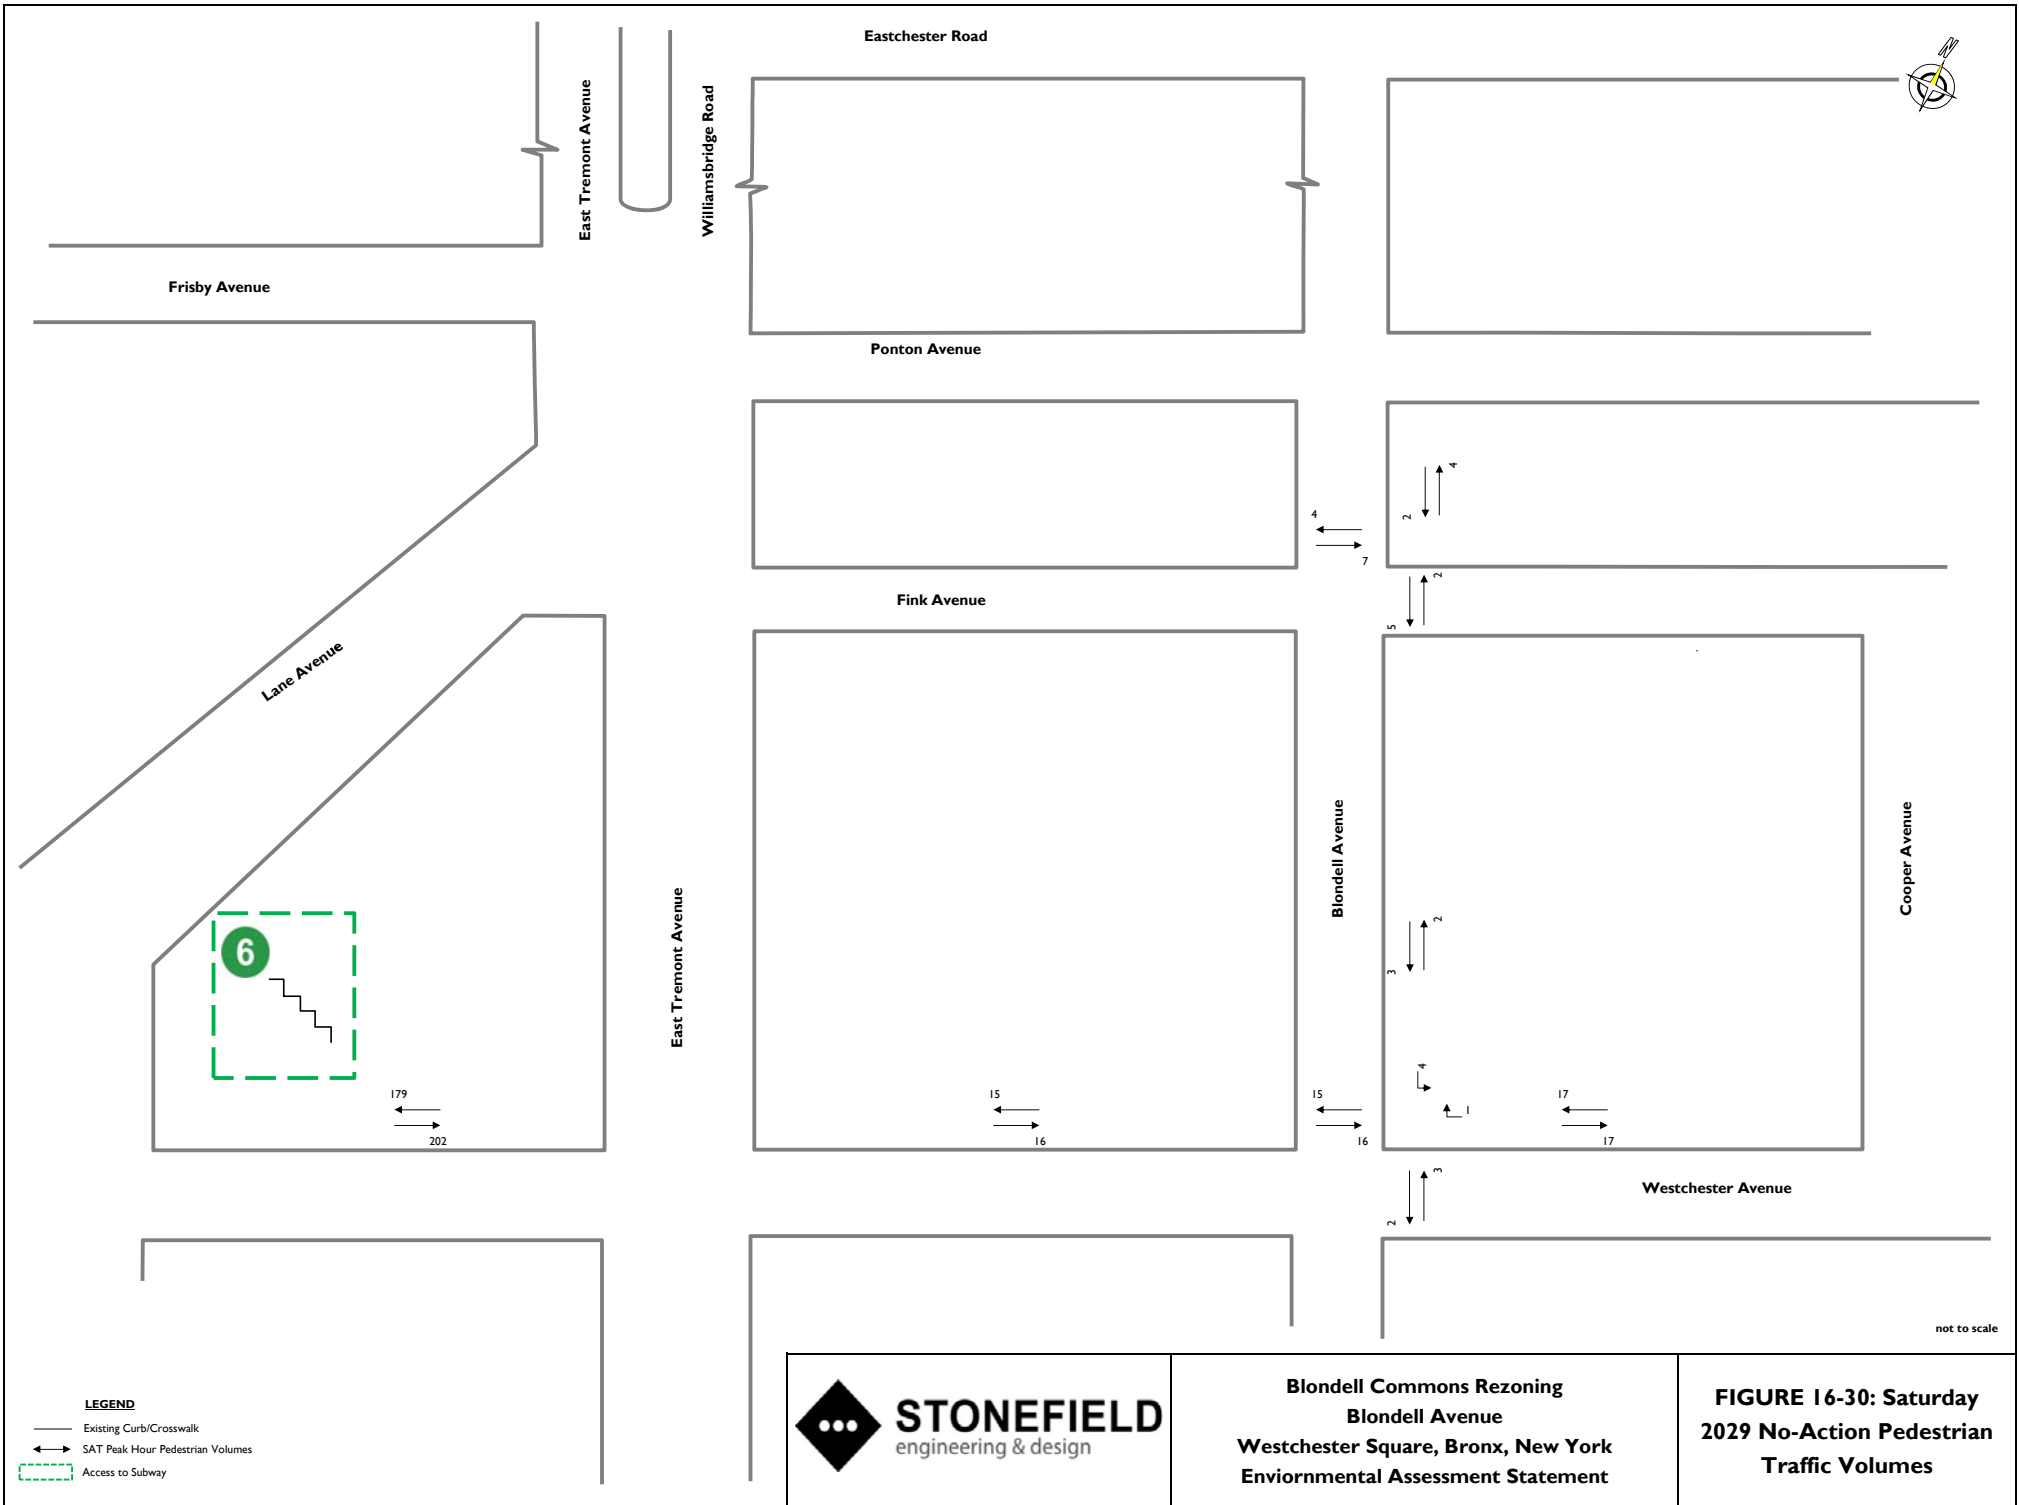 Eastchester Road
N
East Tremont Avenue
Williamsbridge Road
Frisby Avenue
Ponton Avenue
4
2
4
7
Fink Avenue
2
5
Lane Avenue
Blondell Avenue
Cooper Avenue
East Tremont Avenue
6
2
3
4
1
179
202
15
16
15
16
17
17
3
2
Westchester Avenue
not to scale
LEGEND
Existing Curb/Crosswalk
SAT Peak Hour Pedestrian Volumes
Access to Subway
STONEFIELD
engineering & design
Blondell Commons Rezoning
Blondell Avenue
Westchester Square, Bronx, New York
Enviornmental Assessment Statement
FIGURE 16-30: Saturday
2029 No-Action Pedestrian
Traffic Volumes